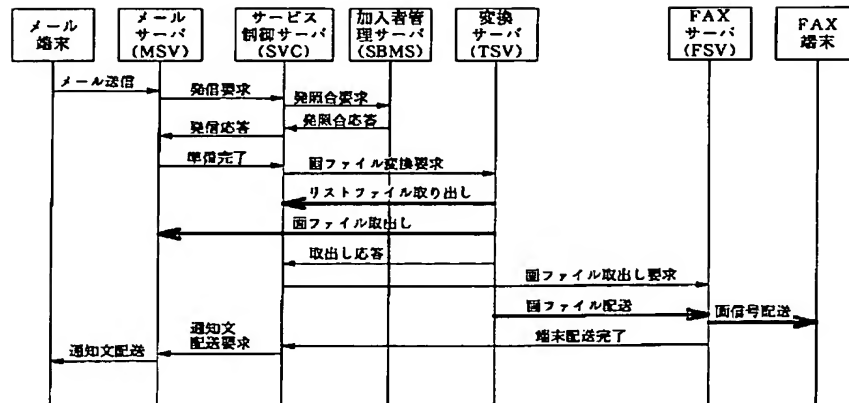 メール
端末
メール
サーバ
(MSV)
サービス
制御サーバ
(SVC)
加入者管
理サーバ
(SBMS)
変換
サーバ
(TSV)
FAX
サーバ
(FSV)
FAX
端末
メール送信
発信要求
発照合要求
発照合応答
発信応答
準信完了
画ファイル変換要求
リストファイル取り出し
画ファイル取出し
取出し応答
画ファイル取出し要求
画ファイル配送
画信号配送
端末配送完了
通知文
配送要求
通知文配送